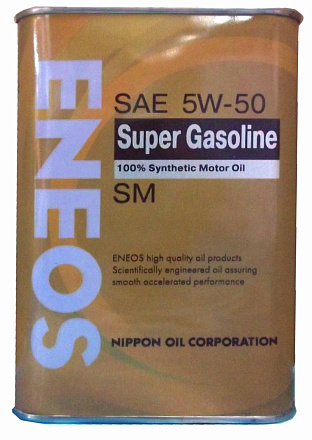 ENEOS
SAE 5W-50
Super Gasoline
100% Synthetic Motor Oil
SM
ENEOS high quality oil products
Scientifically engineered oil assuring
smooth accelerated performance
NIPPON OIL CORPORATION